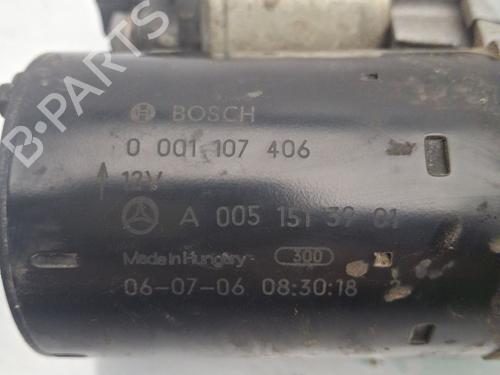 BOSCH
0 001 107 406
12V
A 005 151 39 01
Made in Hungary 300
06-07-06 08:30:18
B-PARTS